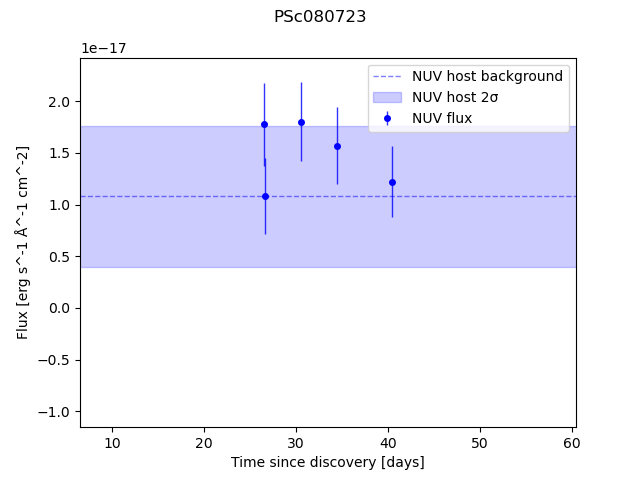 PSc080723
1e−17
NUV host background
NUV host 2σ
NUV flux
2.0
1.5
1.0
0.5
0.0
−0.5
−1.0
Flux [erg s^-1 Å^-1 cm^-2]
10 20 30 40 50 60
Time since discovery [days]